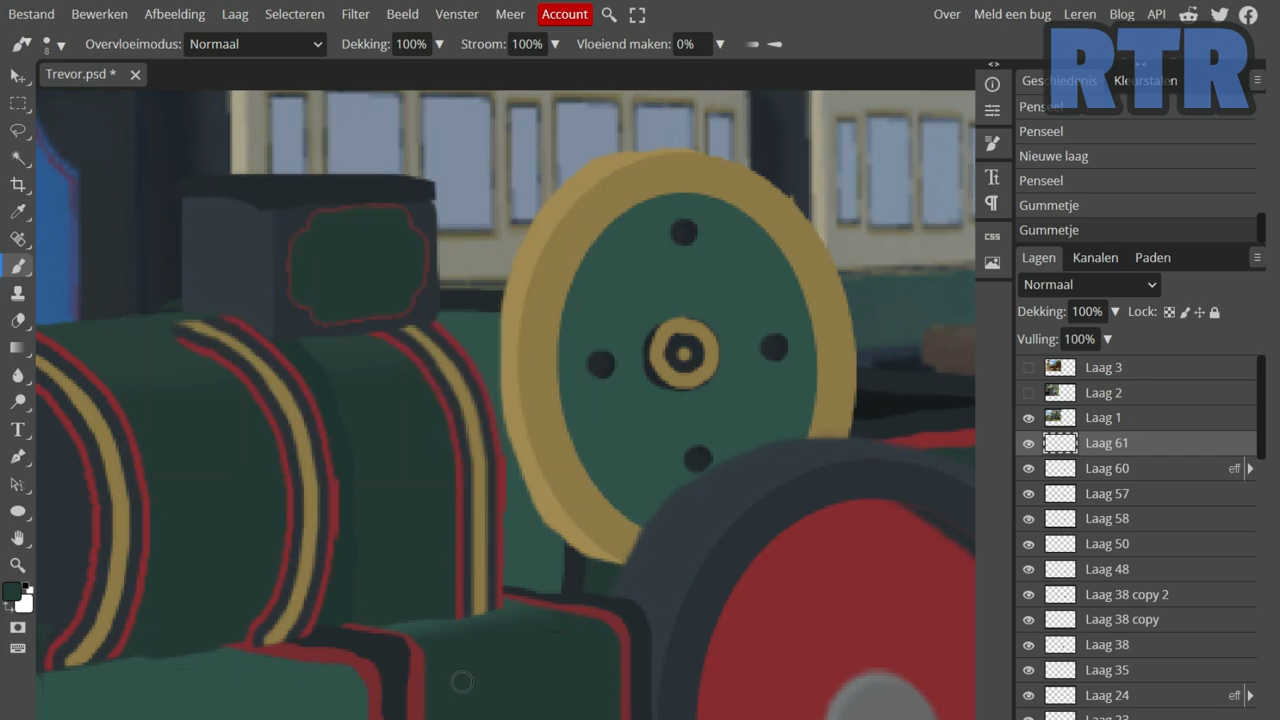 Bestand Bewerken Afbeelding Laag Selecteren Filter Beeld Venster Meer Account Over Meld een bug Leren Blog API
Overvloeimodus: Normaal Dekking: 100% Stroom: 100% Vloeiend maken: 0%
RTR
Trevor.psd *
Geschiedenis Kleurstalen
Penseel
Penseel
Nieuwe laag
Penseel
Gummetje
Gummetje
Lagen Kanalen Paden
Normaal
Dekking: 100% Lock:
Vulling: 100%
Laag 3
Laag 2
Laag 1
Laag 61
Laag 60 eff
Laag 57
Laag 58
Laag 50
Laag 48
Laag 38 copy 2
Laag 38 copy
Laag 38
Laag 35
Laag 24 eff
CSS